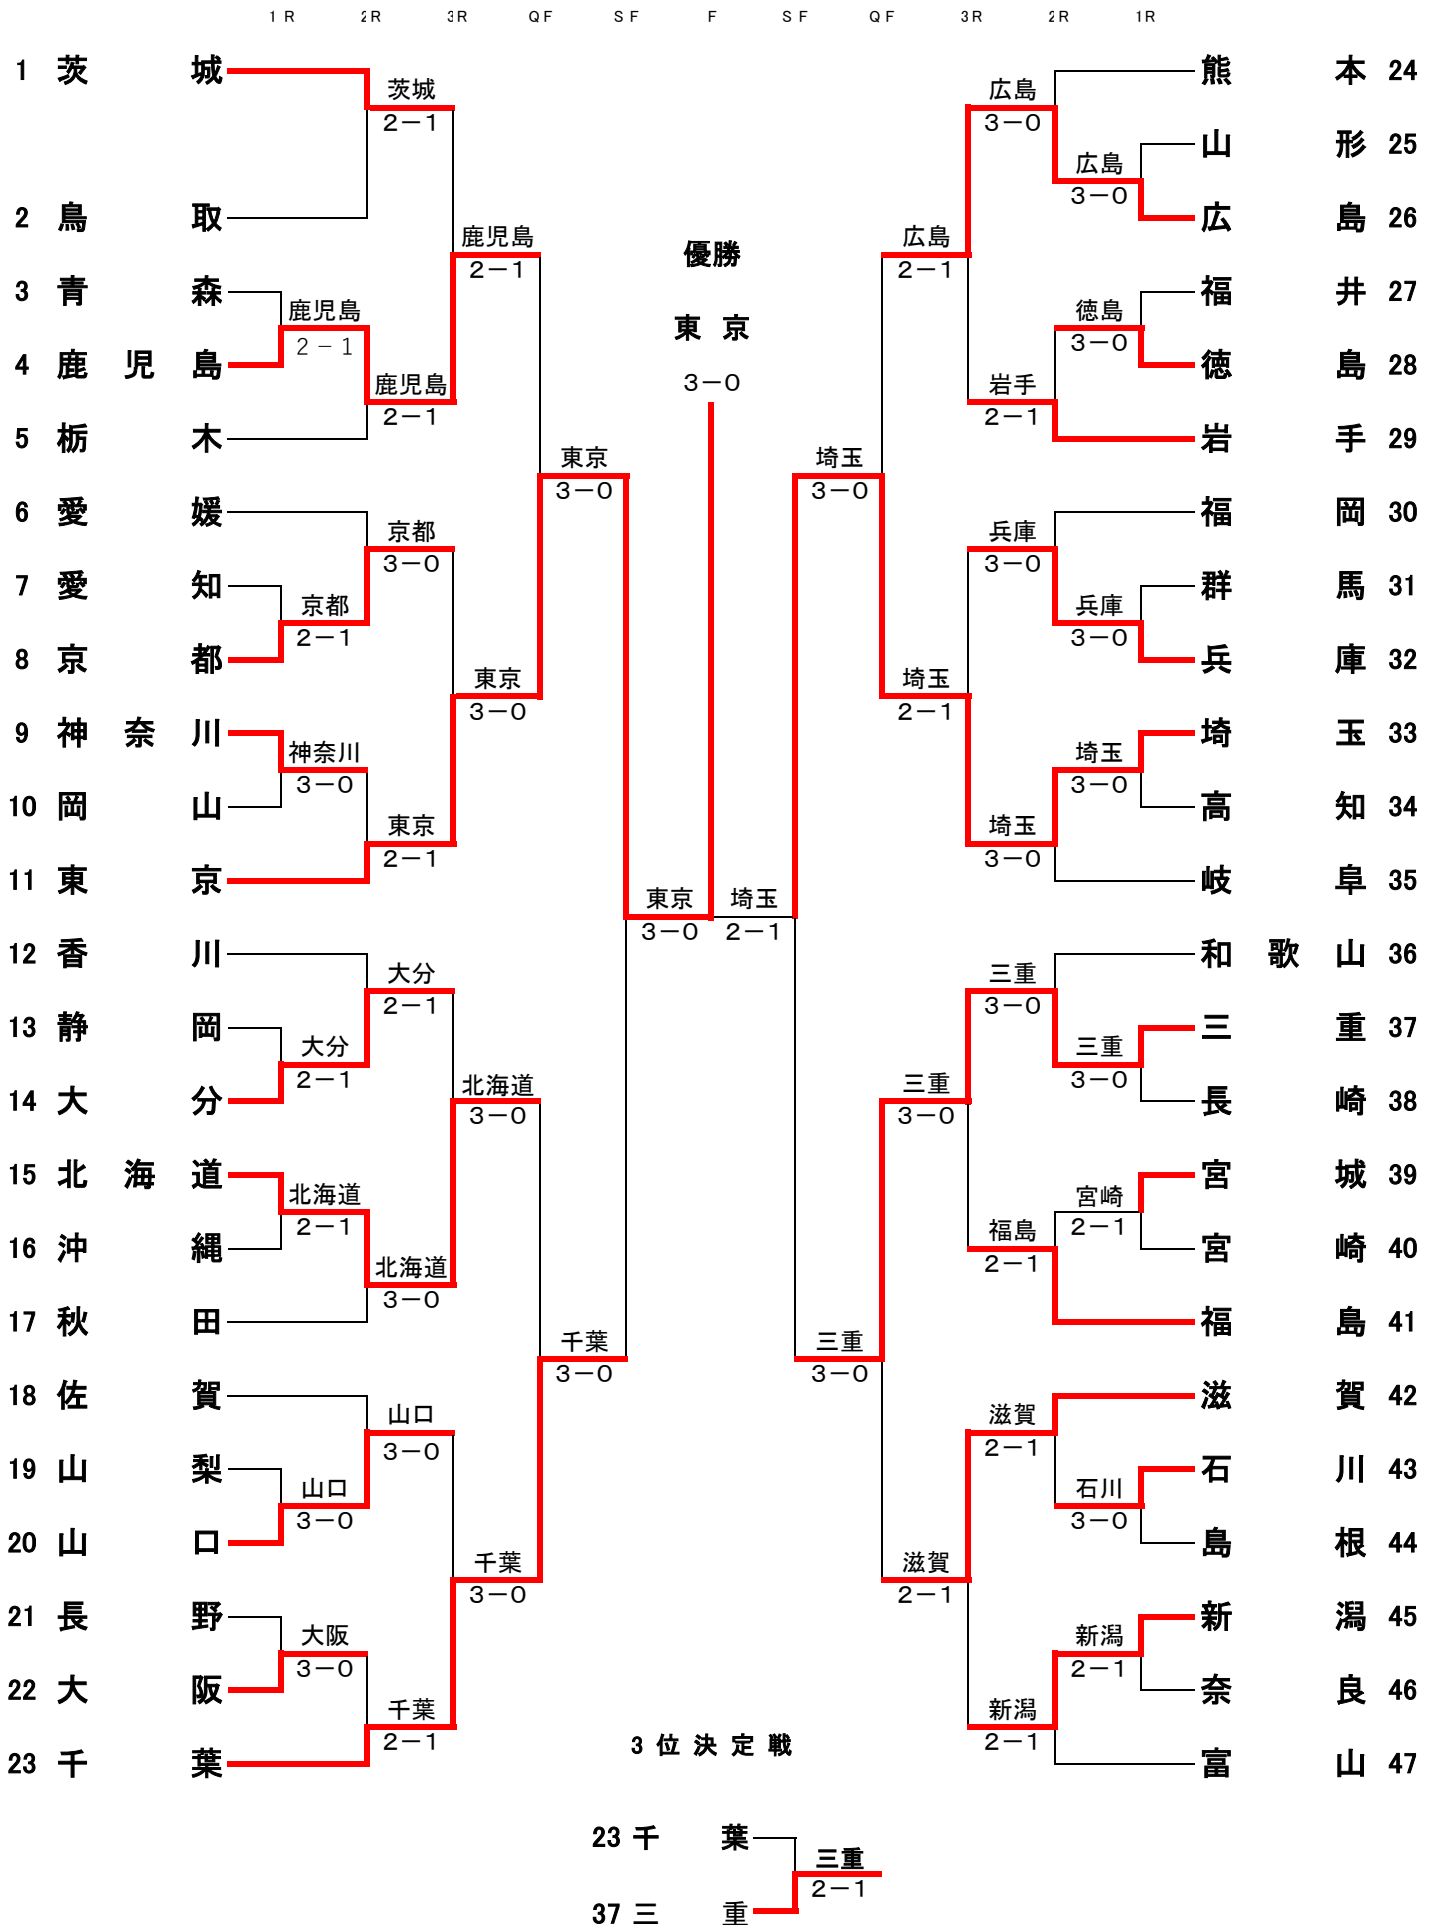 1R 2R 3R QF SF F SF QF 3R 2R 1R
1 茨城 熊本 24
茨城 広島
2－1 3－0
山形 25
広島
3－0
2 鳥取 広島 26
鹿児島 優勝 広島
2－1 2－1
3 青森 福井 27
鹿児島 東京 徳島
2－1 3－0
4 鹿児島 徳島 28
鹿児島 3－0 岩手
2－1 2－1
5 栃木 岩手 29
東京 埼玉
3－0 3－0
6 愛媛 福岡 30
京都 兵庫
3－0 3－0
7 愛知 群馬 31
京都 兵庫
2－1 3－0
8 京都 兵庫 32
東京 埼玉
3－0 2－1
9 神奈川 埼玉 33
神奈川 埼玉
3－0 3－0
10 岡山 高知 34
東京 埼玉
2－1 3－0
11 東京 岐阜 35
東京 埼玉
3－0 2－1
12 香川 和歌山 36
大分 三重
2－1 3－0
13 静岡 三重 37
大分 三重
2－1 3－0
14 大分 長崎 38
北海道 三重
3－0 3－0
15 北海道 宮城 39
北海道 宮崎
2－1 2－1
16 沖縄 福島 宮崎 40
北海道 2－1
3－0
17 秋田 福島 41
千葉 三重
3－0 3－0
18 佐賀 滋賀 42
山口 滋賀
3－0 2－1
19 山梨 石川 43
山口 石川
3－0 3－0
20 山口 島根 44
千葉 滋賀
3－0 2－1
21 長野 新潟 45
大阪 新潟
3－0 2－1
22 大阪 奈良 46
千葉 新潟
2－1 2－1
23 千葉 3位決定戦 富山 47
23 千葉
三重
2－1
37 三重